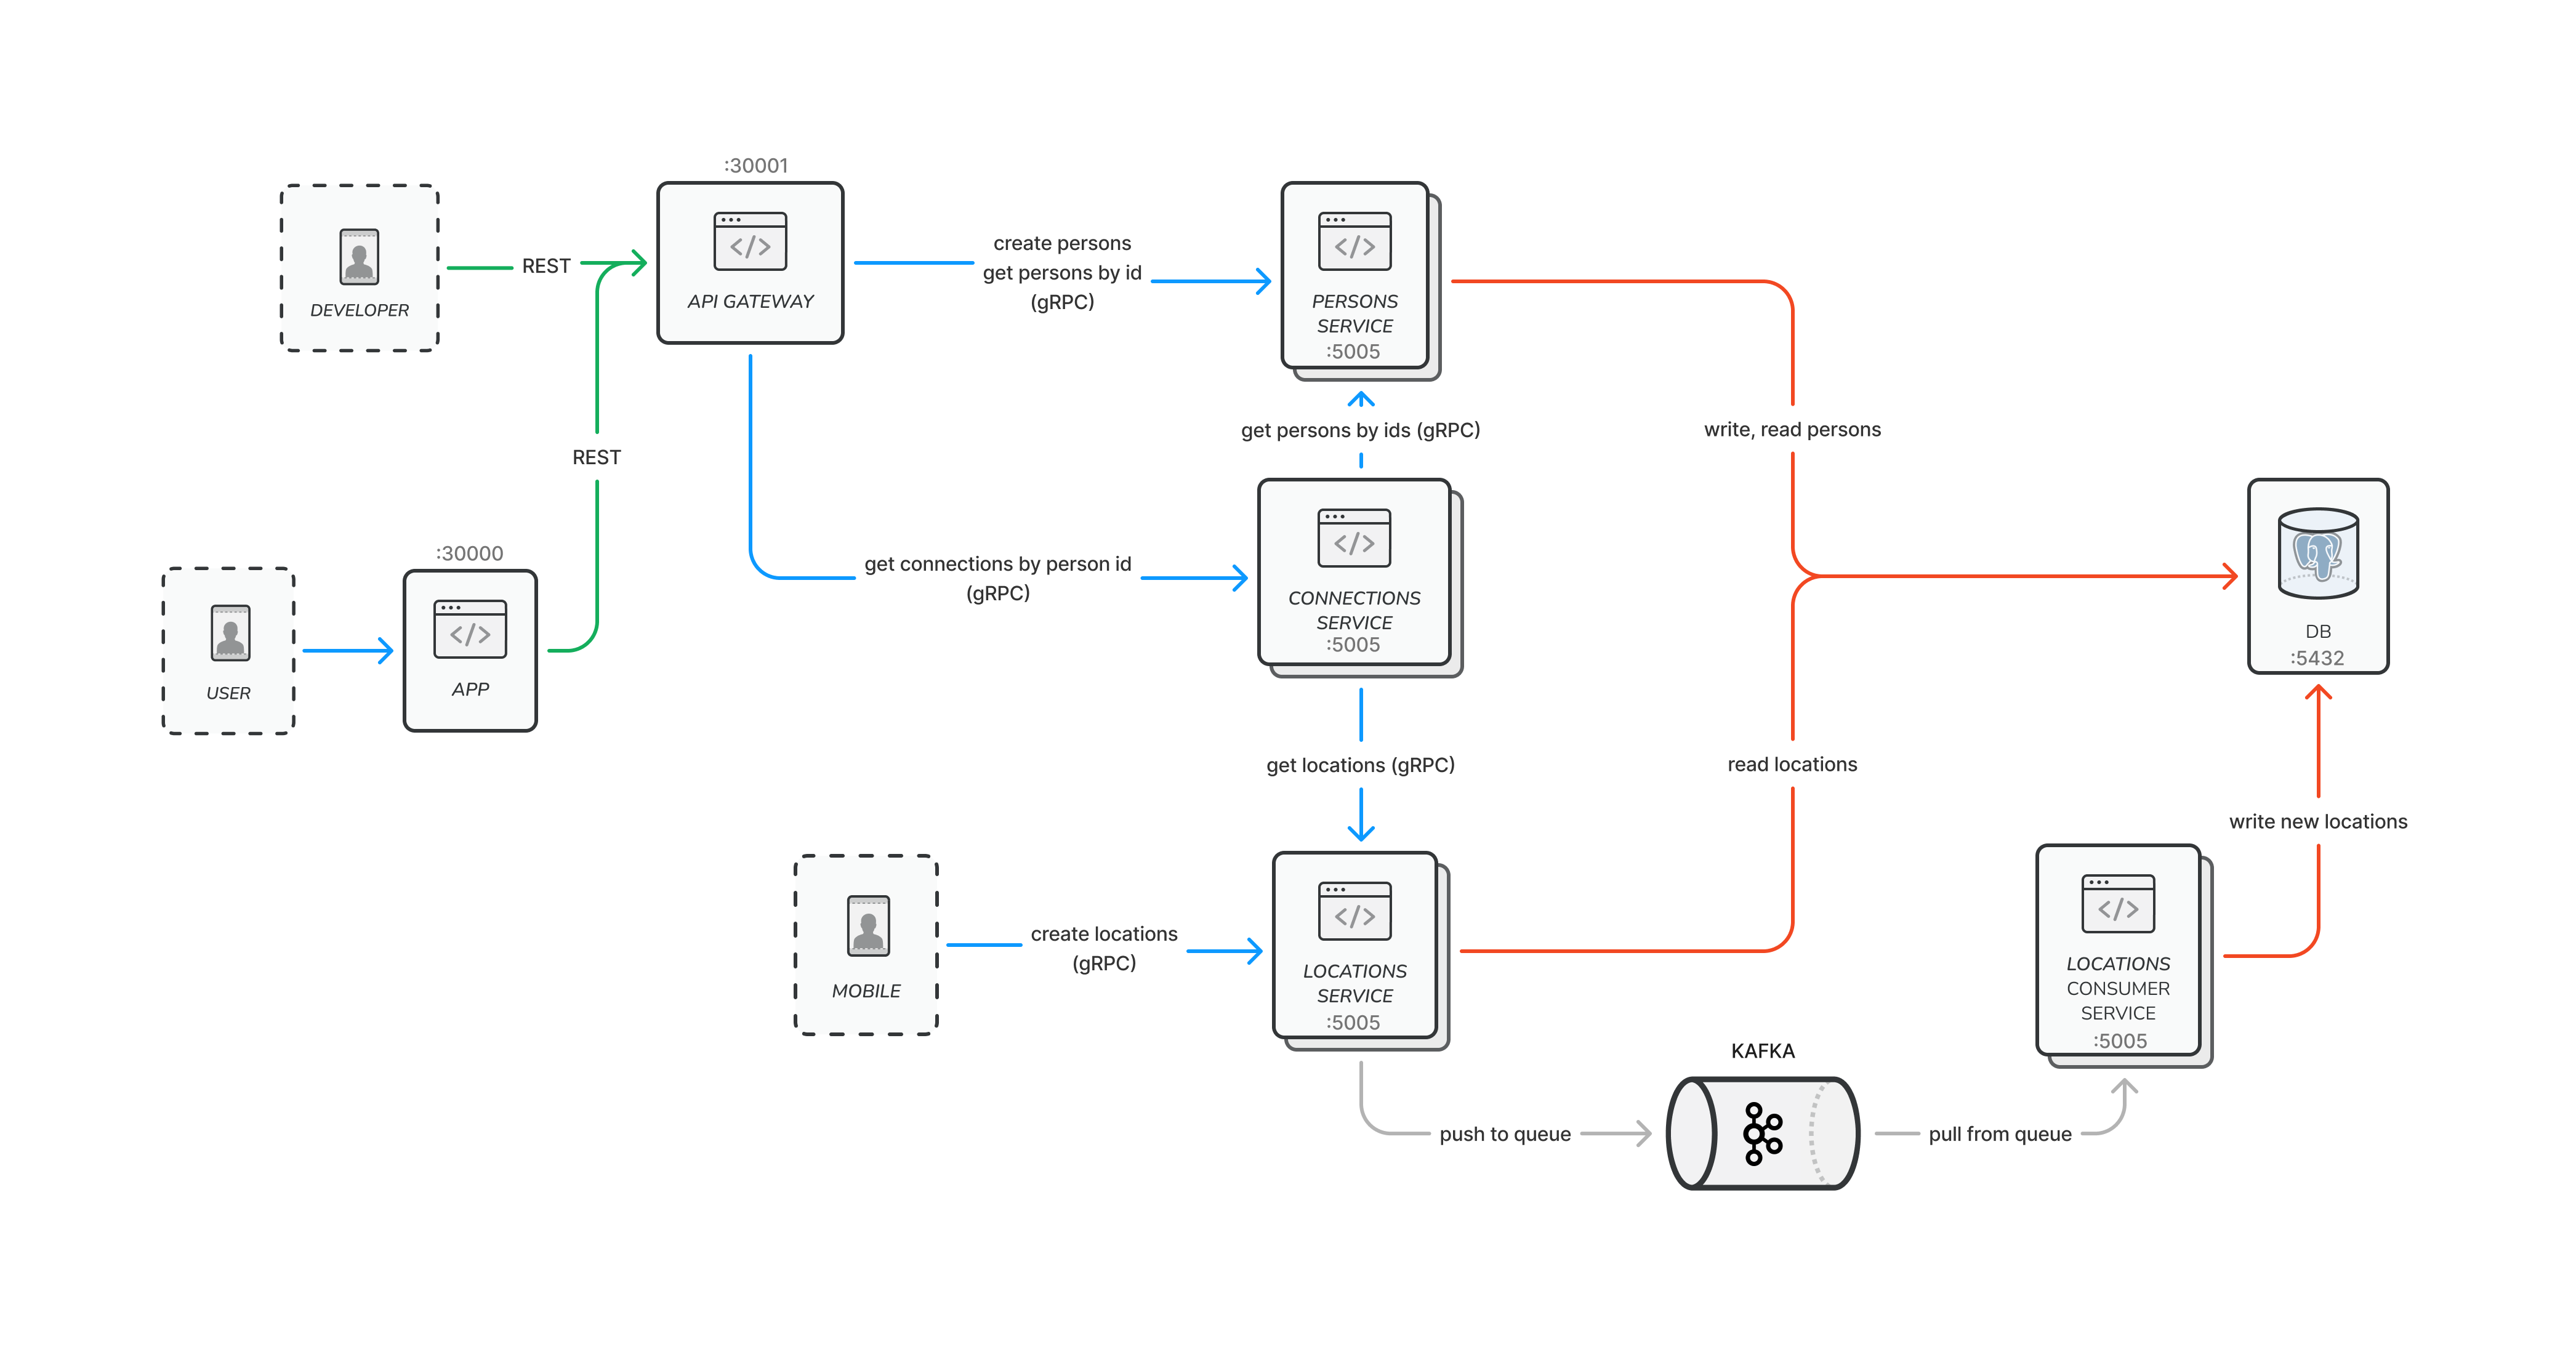 :30001
DEVELOPER
REST
API GATEWAY
create persons
get persons by id
(gRPC)
PERSONS
SERVICE
:5005
REST
get persons by ids (gRPC)
write, read persons
:30000
USER
APP
get connections by person id
(gRPC)
CONNECTIONS
SERVICE
:5005
DB
:5432
get locations (gRPC)
read locations
write new locations
MOBILE
create locations
(gRPC)
LOCATIONS
SERVICE
:5005
LOCATIONS
CONSUMER
SERVICE
:5005
KAFKA
push to queue
pull from queue